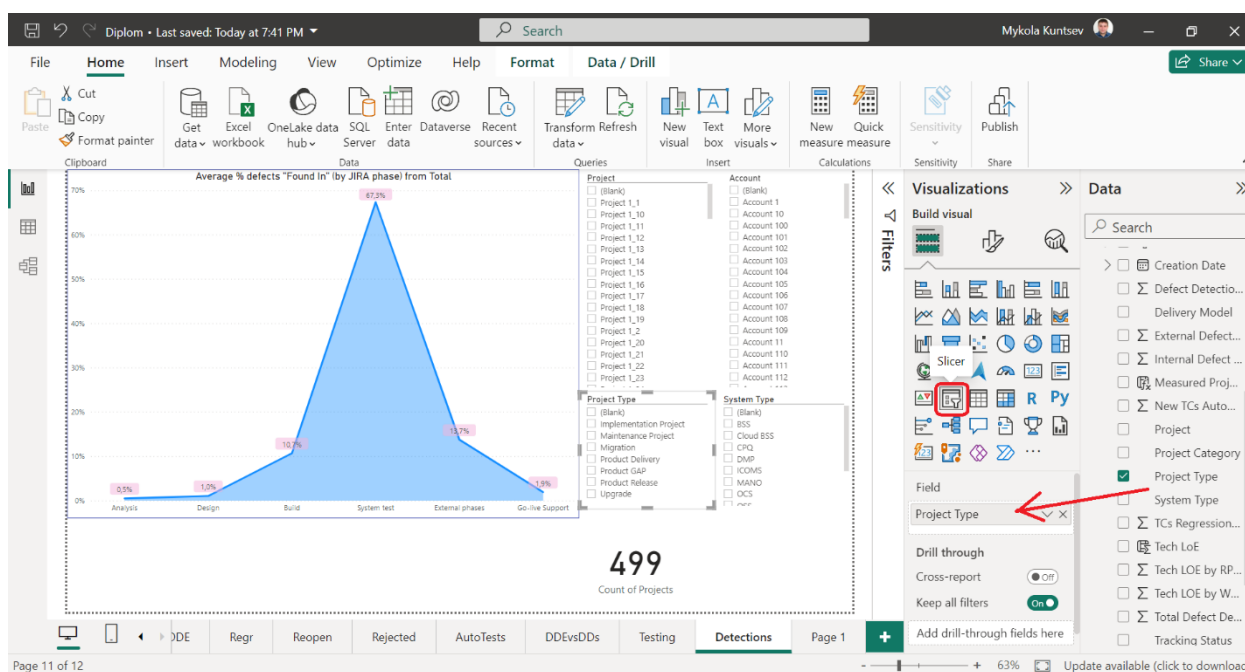 Diplom • Last saved: Today at 7:41 PM
Search
Mykola Kuntsev
File Home Insert Modeling View Optimize Help Format Data / Drill
Share
Paste
Cut
Copy
Format painter
Get data
Excel workbook
OneLake data hub
SQL Server
Enter data
Dataverse
Recent sources
Transform data
Refresh
New visual
Text box
More visuals
New measure
Quick measure
Sensitivity
Publish
Clipboard
Data
Queries
Insert
Calculations
Sensitivity
Share
Average % defects "Found In" (by JIRA phase) from Total
70%
60%
50%
40%
30%
20%
10%
0%
0,5%
1,0%
10,7%
67,3%
13,7%
1,9%
Analysis
Design
Build
System test
External phases
Go-live Support
Project
(Blank)
Project 1_1
Project 1_10
Project 1_11
Project 1_12
Project 1_13
Project 1_14
Project 1_15
Project 1_16
Project 1_17
Project 1_18
Project 1_19
Project 1_2
Project 1_20
Project 1_21
Project 1_22
Project 1_23
Account
(Blank)
Account 1
Account 10
Account 100
Account 101
Account 102
Account 103
Account 104
Account 105
Account 106
Account 107
Account 108
Account 109
Account 11
Account 110
Account 111
Account 112
Project Type
(Blank)
Implementation Project
Maintenance Project
Migration
Product Delivery
Product GAP
Product Release
Upgrade
System Type
(Blank)
BSS
Cloud BSS
CPQ
DMP
ICOMS
MANO
OCS
499
Count of Projects
Filters
Visualizations
Build visual
Slicer
123
R
Py
Field
Project Type
Drill through
Cross-report
Off
Keep all filters
On
Add drill-through fields here
Data
Search
Creation Date
Defect Detectio...
Delivery Model
External Defect...
Internal Defect ...
Measured Proj...
New TCs Auto...
Project
Project Category
Project Type
System Type
TCs Regression...
Tech LoE
Tech LOE by RP...
Tech LOE by W...
Total Defect De...
Tracking Status
DDE
Regr
Reopen
Rejected
AutoTests
DDEvsDDs
Testing
Detections
Page 1
Page 11 of 12
- + 63%
Update available (click to download